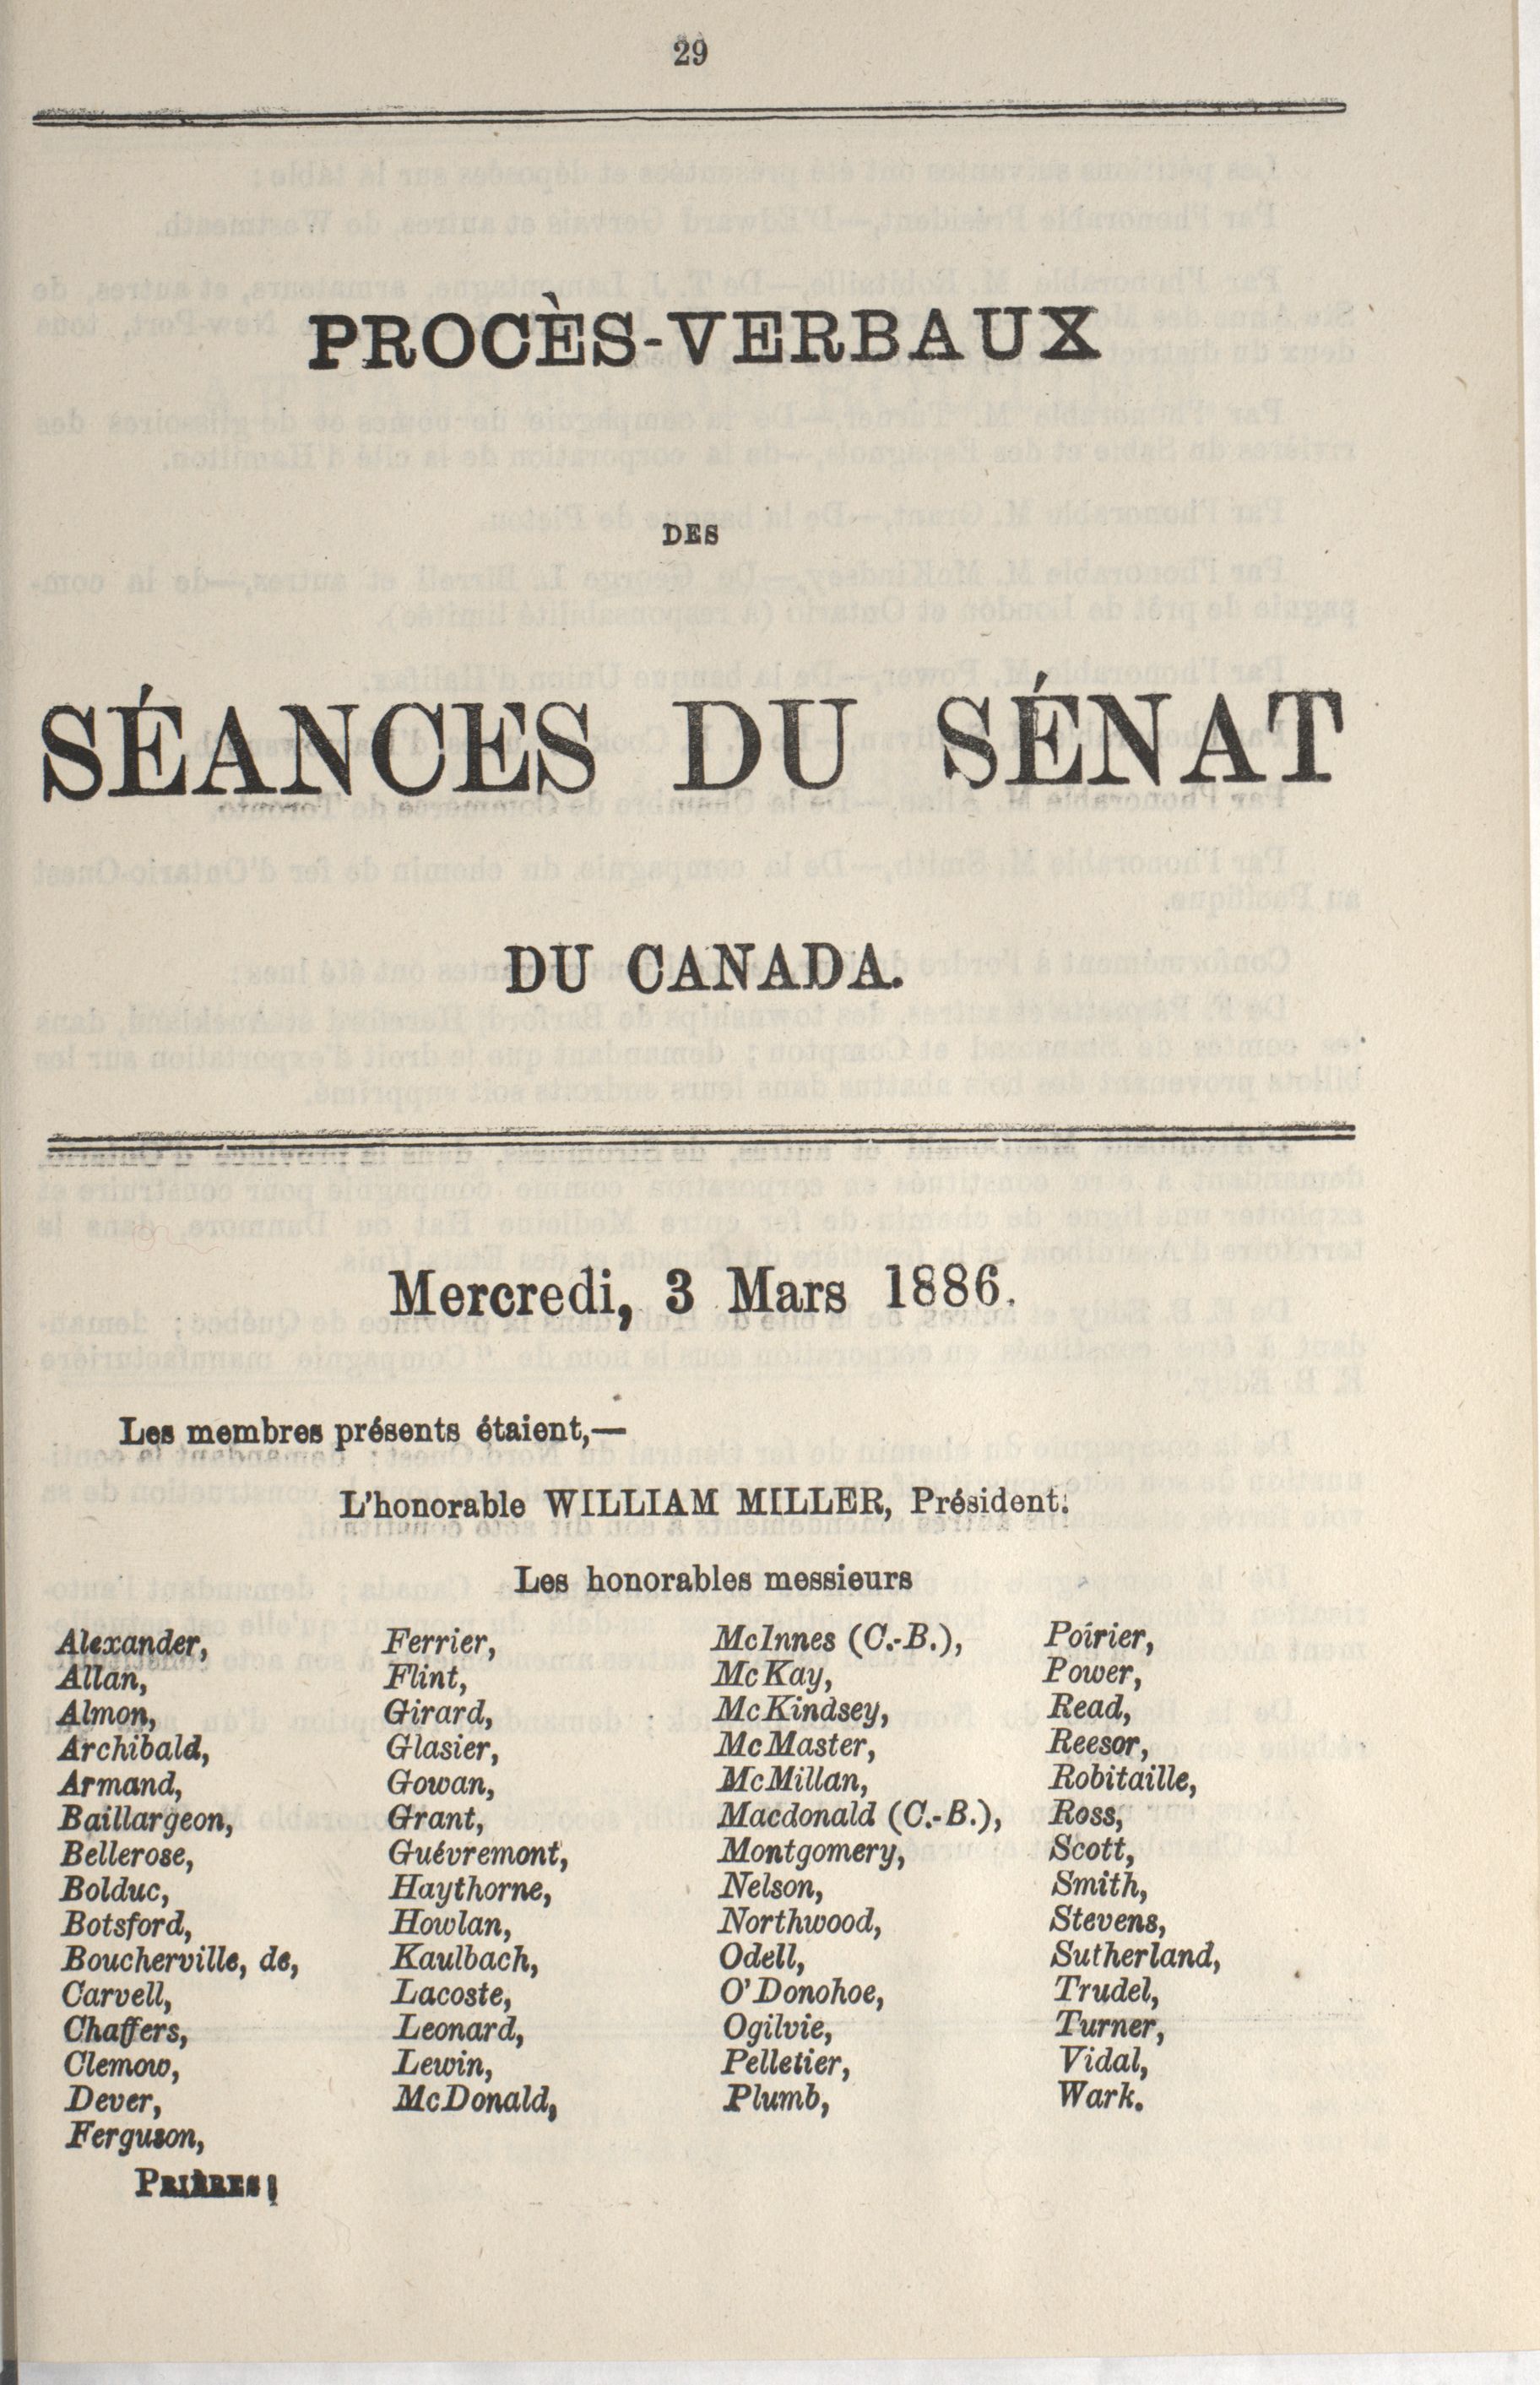 29
PROCÈS-VERBAUX
DES
SÉANCES DU SÉNAT
DU CANADA.
Mercredi, 3 Mars 1886.
Les membres présents étaient,—
L'honorable WILLIAM MILLER, Président.
Les honorables messieurs
Alexander,
Allan,
Almon,
Archibald,
Armand,
Baillargeon,
Bellerose,
Bolduc,
Botsford,
Boucherville, de,
Carvell,
Chaffers,
Clemow,
Dever,
Ferguson,
Ferrier,
Flint,
Girard,
Glasier,
Gowan,
Grant,
Guévremont,
Haythorne,
Howlan,
Kaulbach,
Lacoste,
Leonard,
Lewin,
McDonald,
McInnes (C.-B.),
McKay,
McKindsey,
McMaster,
McMillan,
Macdonald (C.-B.),
Montgomery,
Nelson,
Northwood,
Odell,
O'Donohoe,
Ogilvie,
Pelletier,
Plumb,
Poirier,
Power,
Read,
Reesor,
Robitaille,
Ross,
Scott,
Smith,
Stevens,
Sutherland,
Trudel,
Turner,
Vidal,
Wark.
PRIÈRES;